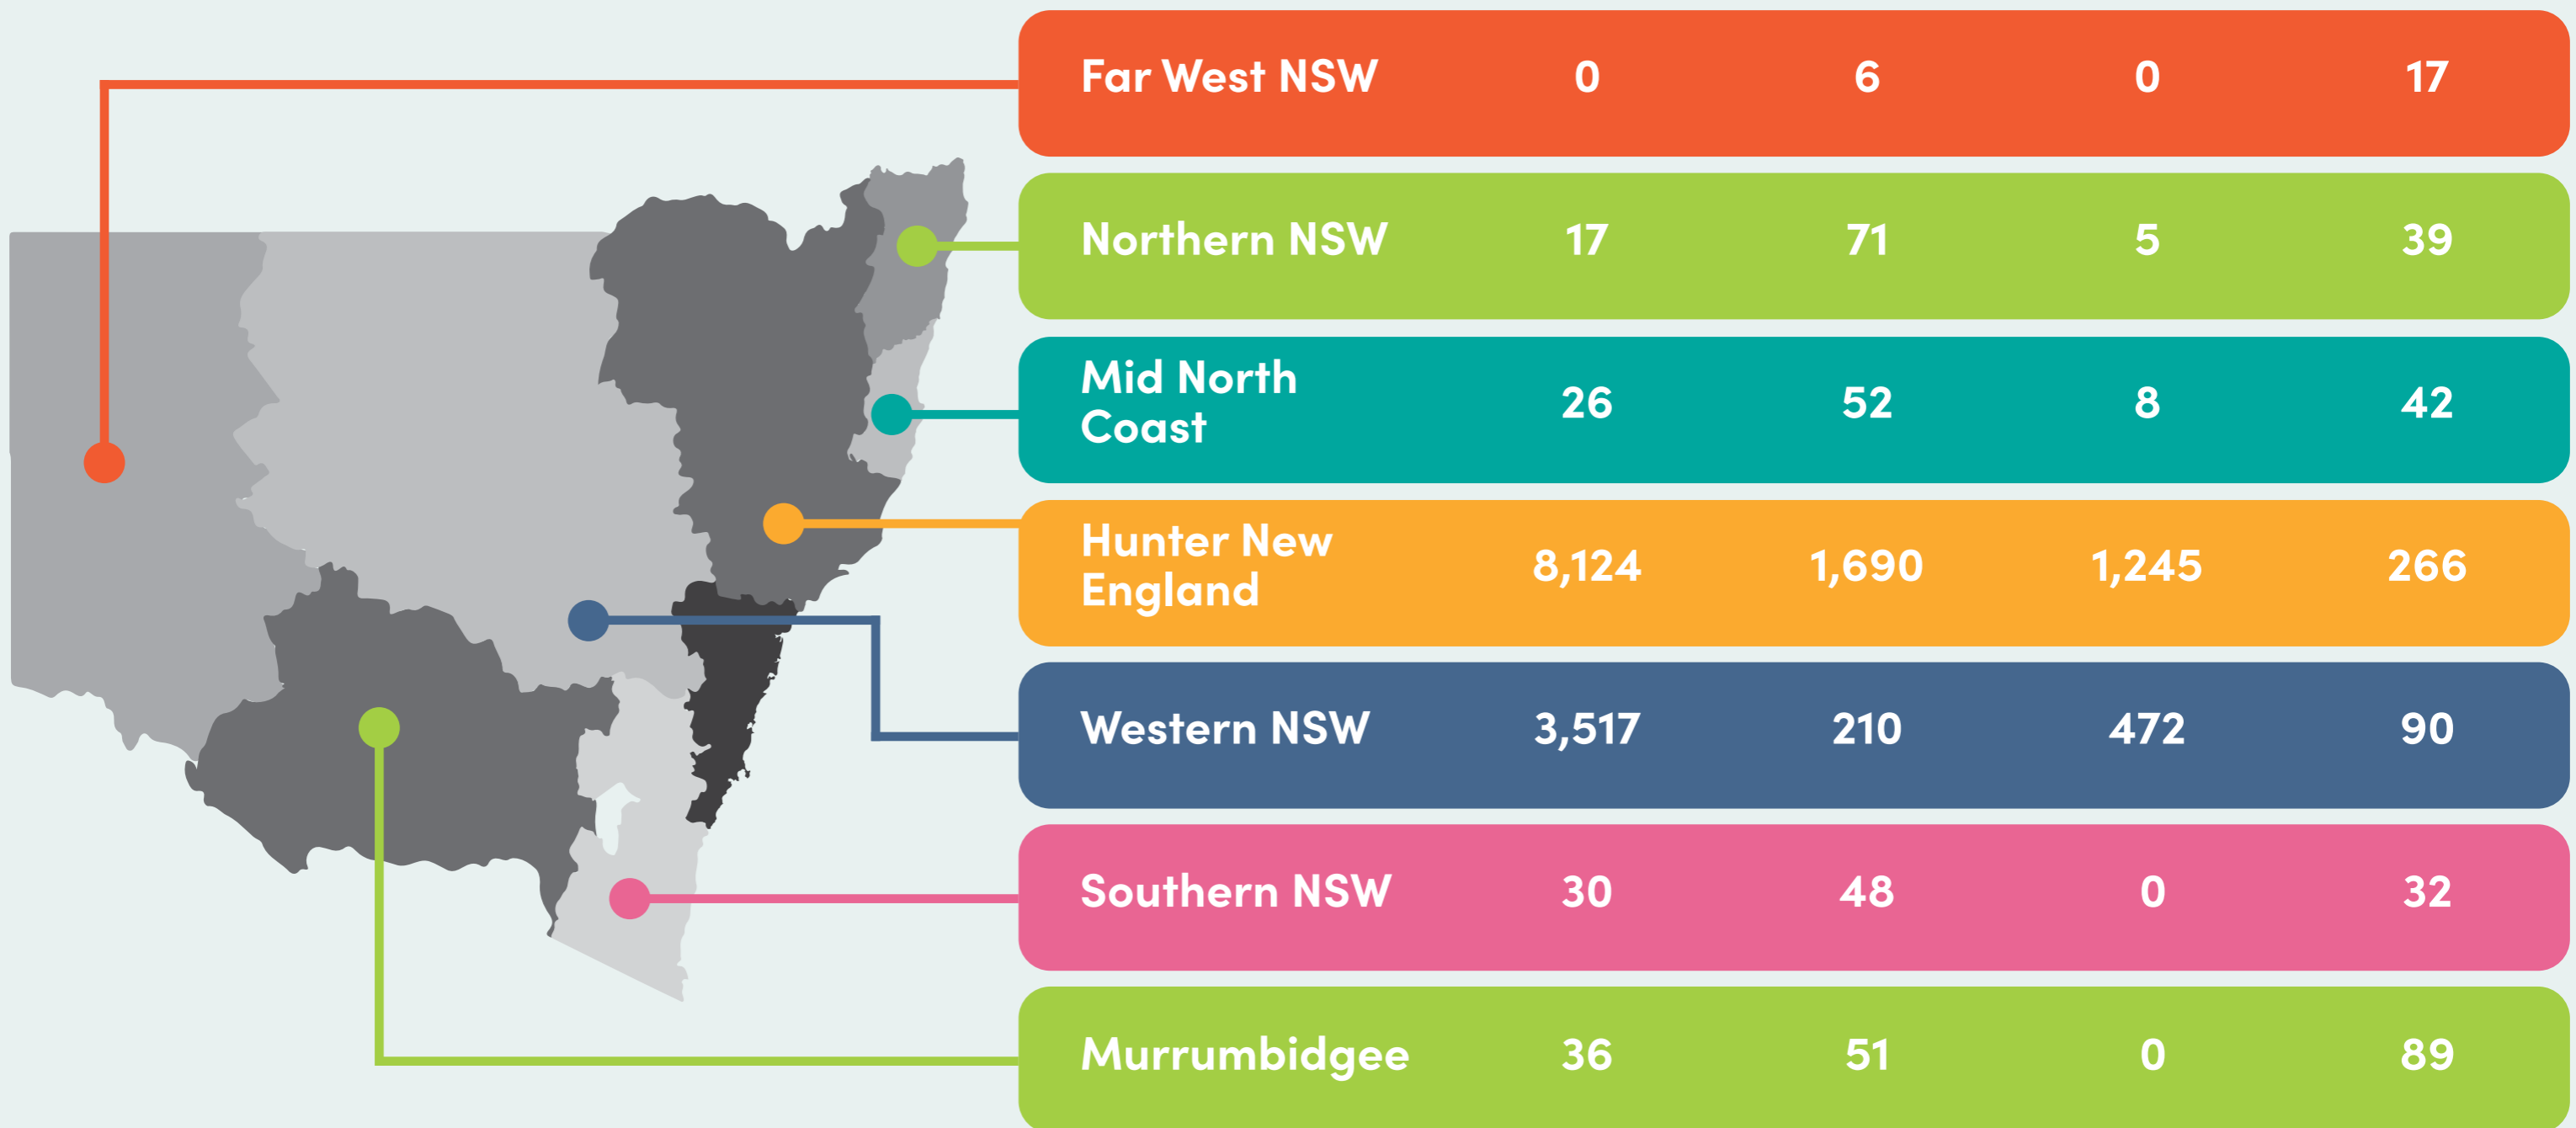 Far West NSW 0 6 0 17
Northern NSW 17 71 5 39
Mid North
Coast 26 52 8 42
Hunter New
England 8,124 1,690 1,245 266
Western NSW 3,517 210 472 90
Southern NSW 30 48 0 32
Murrumbidgee 36 51 0 89